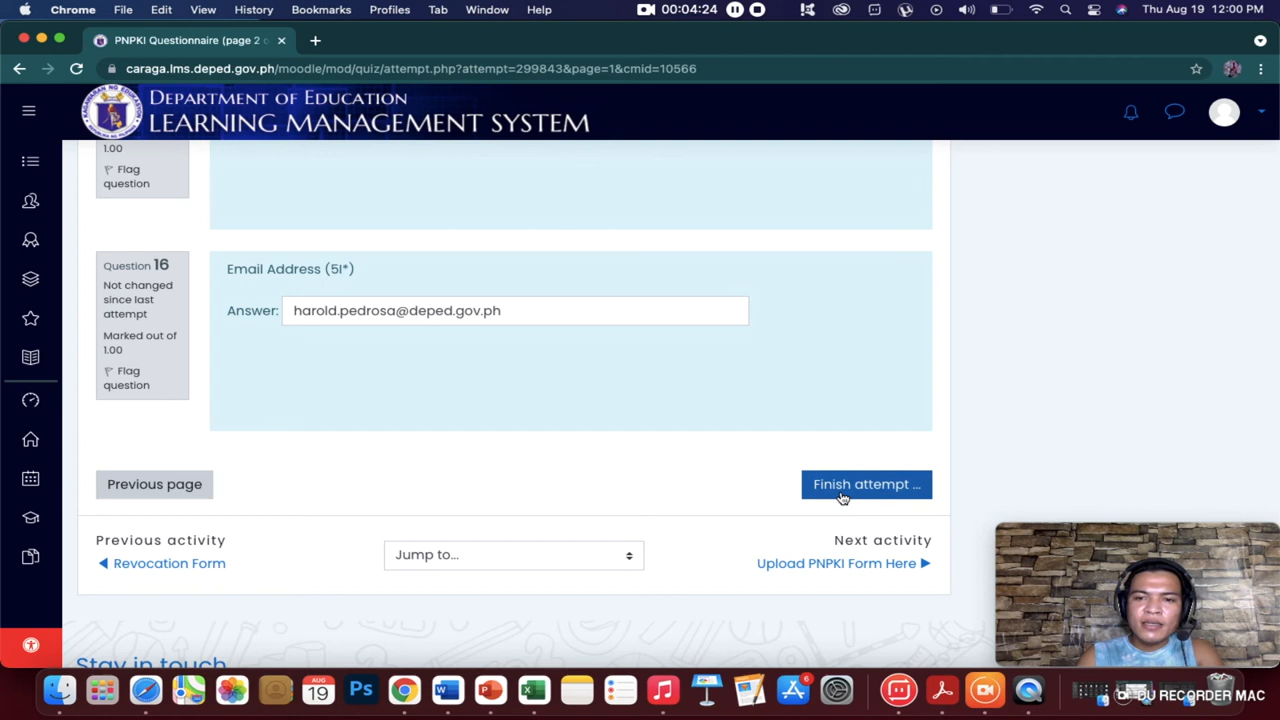 Chrome File Edit View History Bookmarks Profiles Tab Window Help 00:04:24 Thu Aug 19 12:00 PM
PNPKI Questionnaire (page 2 o
caraga.lms.deped.gov.ph/moodle/mod/quiz/attempt.php?attempt=299843&page=1&cmid=10566
DEPARTMENT OF EDUCATION
LEARNING MANAGEMENT SYSTEM
1.00
Flag
question
Question 16
Not changed
since last
attempt
Marked out of
1.00
Flag
question
Email Address (5I*)
Answer: harold.pedrosa@deped.gov.ph
Previous page
Finish attempt ...
Previous activity
Revocation Form
Jump to...
Next activity
Upload PNPKI Form Here
Stay in touch
AUG
19
Ps
W
P
X
6
DU RECORDER MAC